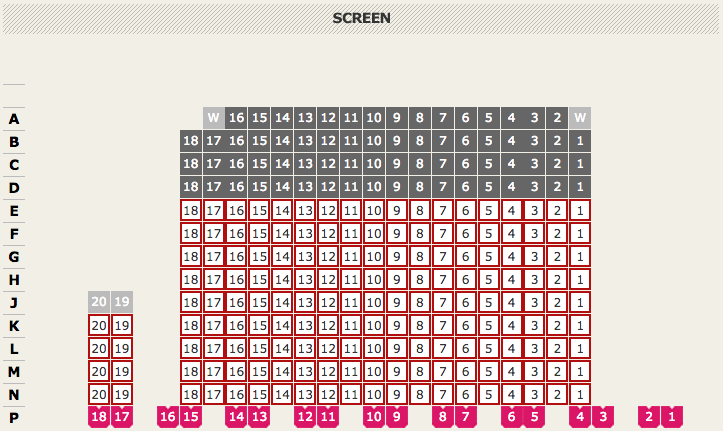 SCREEN
A W 16 15 14 13 12 11 10 9 8 7 6 5 4 3 2 W
B 18 17 16 15 14 13 12 11 10 9 8 7 6 5 4 3 2 1
C 18 17 16 15 14 13 12 11 10 9 8 7 6 5 4 3 2 1
D 18 17 16 15 14 13 12 11 10 9 8 7 6 5 4 3 2 1
E 18 17 16 15 14 13 12 11 10 9 8 7 6 5 4 3 2 1
F 18 17 16 15 14 13 12 11 10 9 8 7 6 5 4 3 2 1
G 18 17 16 15 14 13 12 11 10 9 8 7 6 5 4 3 2 1
H 18 17 16 15 14 13 12 11 10 9 8 7 6 5 4 3 2 1
J 20 19 18 17 16 15 14 13 12 11 10 9 8 7 6 5 4 3 2 1
K 20 19 18 17 16 15 14 13 12 11 10 9 8 7 6 5 4 3 2 1
L 20 19 18 17 16 15 14 13 12 11 10 9 8 7 6 5 4 3 2 1
M 20 19 18 17 16 15 14 13 12 11 10 9 8 7 6 5 4 3 2 1
N 20 19 18 17 16 15 14 13 12 11 10 9 8 7 6 5 4 3 2 1
P 18 17 16 15 14 13 12 11 10 9 8 7 6 5 4 3 2 1